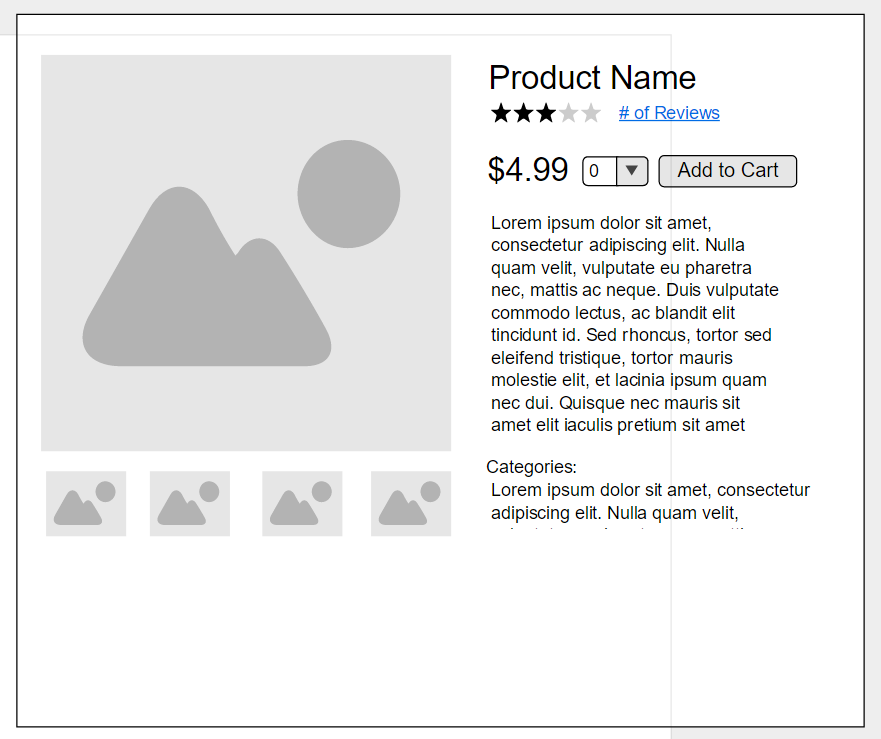 Product Name
# of Reviews
$4.99 0 Add to Cart
Lorem ipsum dolor sit amet,
consectetur adipiscing elit. Nulla
quam velit, vulputate eu pharetra
nec, mattis ac neque. Duis vulputate
commodo lectus, ac blandit elit
tincidunt id. Sed rhoncus, tortor sed
eleifend tristique, tortor mauris
molestie elit, et lacinia ipsum quam
nec dui. Quisque nec mauris sit
amet elit iaculis pretium sit amet
Categories:
Lorem ipsum dolor sit amet, consectetur
adipiscing elit. Nulla quam velit,